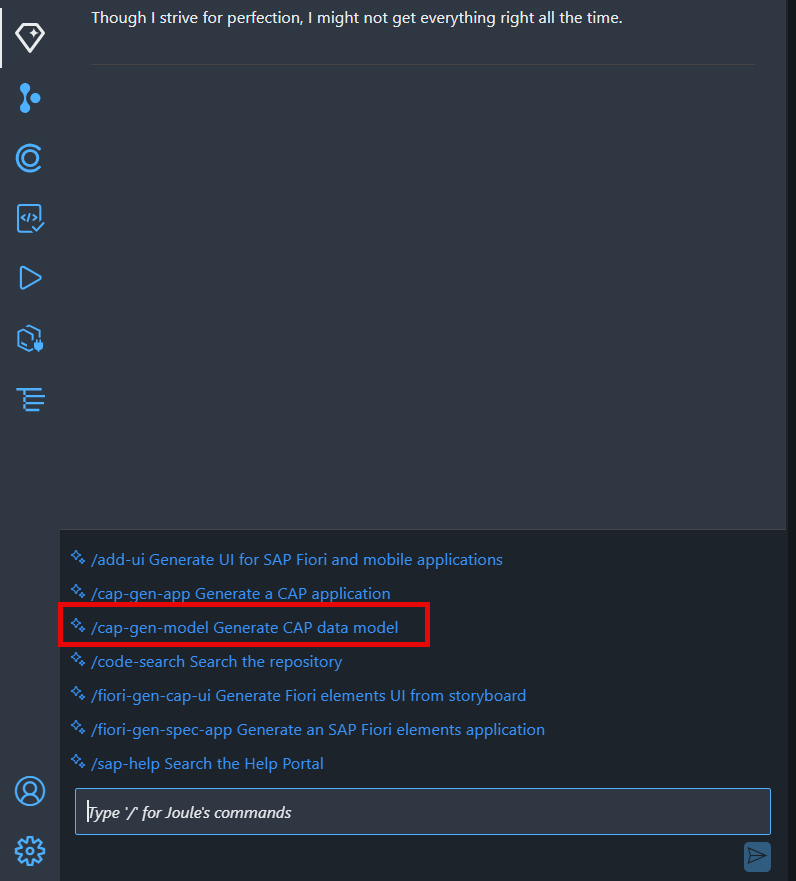 Though I strive for perfection, I might not get everything right all the time.
/add-ui Generate UI for SAP Fiori and mobile applications
/cap-gen-app Generate a CAP application
/cap-gen-model Generate CAP data model
/code-search Search the repository
/fiori-gen-cap-ui Generate Fiori elements UI from storyboard
/fiori-gen-spec-app Generate an SAP Fiori elements application
/sap-help Search the Help Portal
Type '/' for Joule's commands